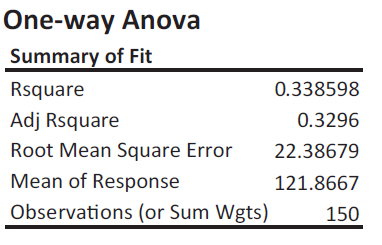 One-way Anova
Summary of Fit
Rsquare 0.338598
Adj Rsquare 0.3296
Root Mean Square Error 22.38679
Mean of Response 121.8667
Observations (or Sum Wgts) 150